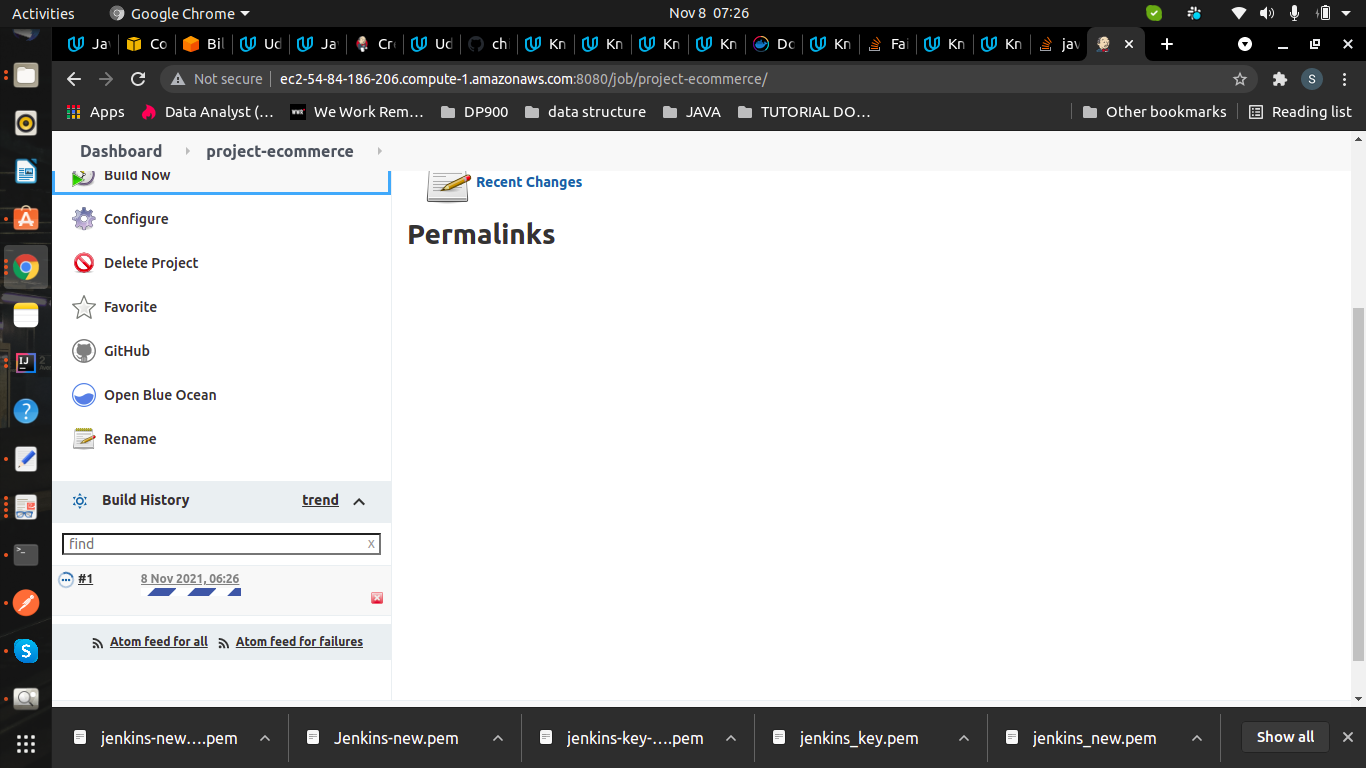 Activities Google Chrome Nov 8 07:26
Ja Co Bil Ud Ja Cr Ud ch Kn Kn Kn Kn Do Kn Fai Kn Kn jav
Not secure ec2-54-84-186-206.compute-1.amazonaws.com:8080/job/project-ecommerce/ S
Apps Data Analyst (... We Work Rem... DP900 data structure JAVA TUTORIAL DO... Other bookmarks Reading list
Dashboard project-ecommerce
Build Now
Recent Changes
Configure
Permalinks
Delete Project
Favorite
GitHub
Open Blue Ocean
Rename
Build History trend
find x
#1 8 Nov 2021, 06:26
Atom feed for all Atom feed for failures
jenkins-new....pem Jenkins-new.pem jenkins-key-....pem jenkins_key.pem jenkins_new.pem Show all